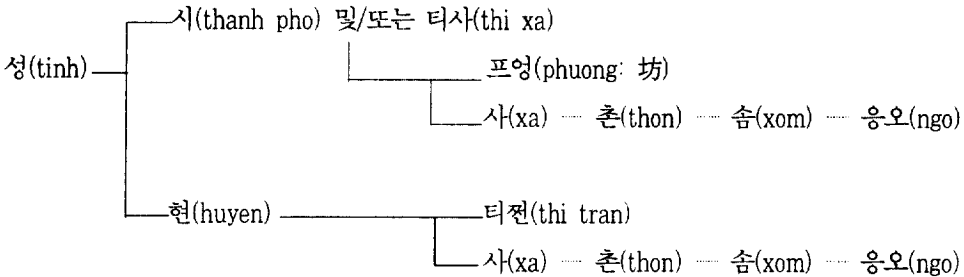 시(thanh pho) 및/또는 티사(thi xa)
성(tinh)
프엉(phuong: 坊)
사(xa) 촌(thon) 솜(xom) 응오(ngo)
현(huyen) 티쩐(thi tran)
사(xa) 촌(thon) 솜(xom) 응오(ngo)